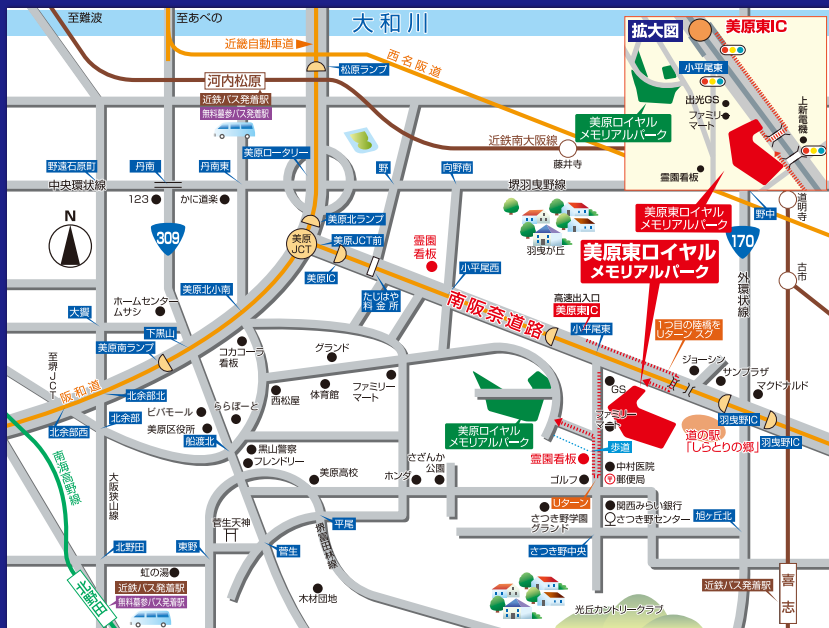 至難波
至あべの
大和川
近畿自動車道
西名阪道
松原ランプ
河内松原
近鉄バス発着駅
無料墓参バス発着駅
近鉄南大阪線
藤井寺
拡大図
美原東IC
小平尾東
出光GS
ファミリー
マート
上新電機
美原ロイヤル
メモリアルパーク
霊園看板
美原東ロイヤル
メモリアルパーク
野遠石原町
丹南
丹南東
美原ロータリー
野
向野南
中央環状線
堺羽曳野線
123
かに道楽
野中
道明寺
N
309
美原北ランプ
美原
JCT
美原JCT前
美原IC
霊園
看板
羽曳が丘
美原東ロイヤル
メモリアルパーク
170
外環状線
古市
小平尾西
たじはや
料金所
南阪奈道路
高速出入口
美原東IC
小平尾東
1つ目の陸橋を
Uターン スグ
美原北小南
ホームセンター
ムサシ
大饗
下黒山
美原南ランプ
至堺JCT
阪和道
コカコーラ
看板
グランド
体育館
ファミリー
マート
西松屋
ジョーシン
サンプラザ
マクドナルド
GS
ファミリー
マート
羽曳野IC
羽曳野IC
道の駅
「しらとりの郷」
北余部北
北余部
北余部西
ビバモール
ららぽーと
美原区役所
船渡北
美原ロイヤル
メモリアルパーク
歩道
霊園看板
ゴルフ
中村医院
郵便局
黒山警察
フレンドリー
美原高校
さざんか
公園
ホンダ
南海高野線
大阪狭山線
Uターン
関西みらい銀行
さつき野センター
さつき野学園
グランド
旭ヶ丘北
さつき野中央
菅生天神
平尾
堺富田林線
北野田
東野
菅生
虹の湯
北野田
近鉄バス発着駅
無料墓参バス発着駅
木材団地
光丘カントリークラブ
近鉄バス発着駅
喜志